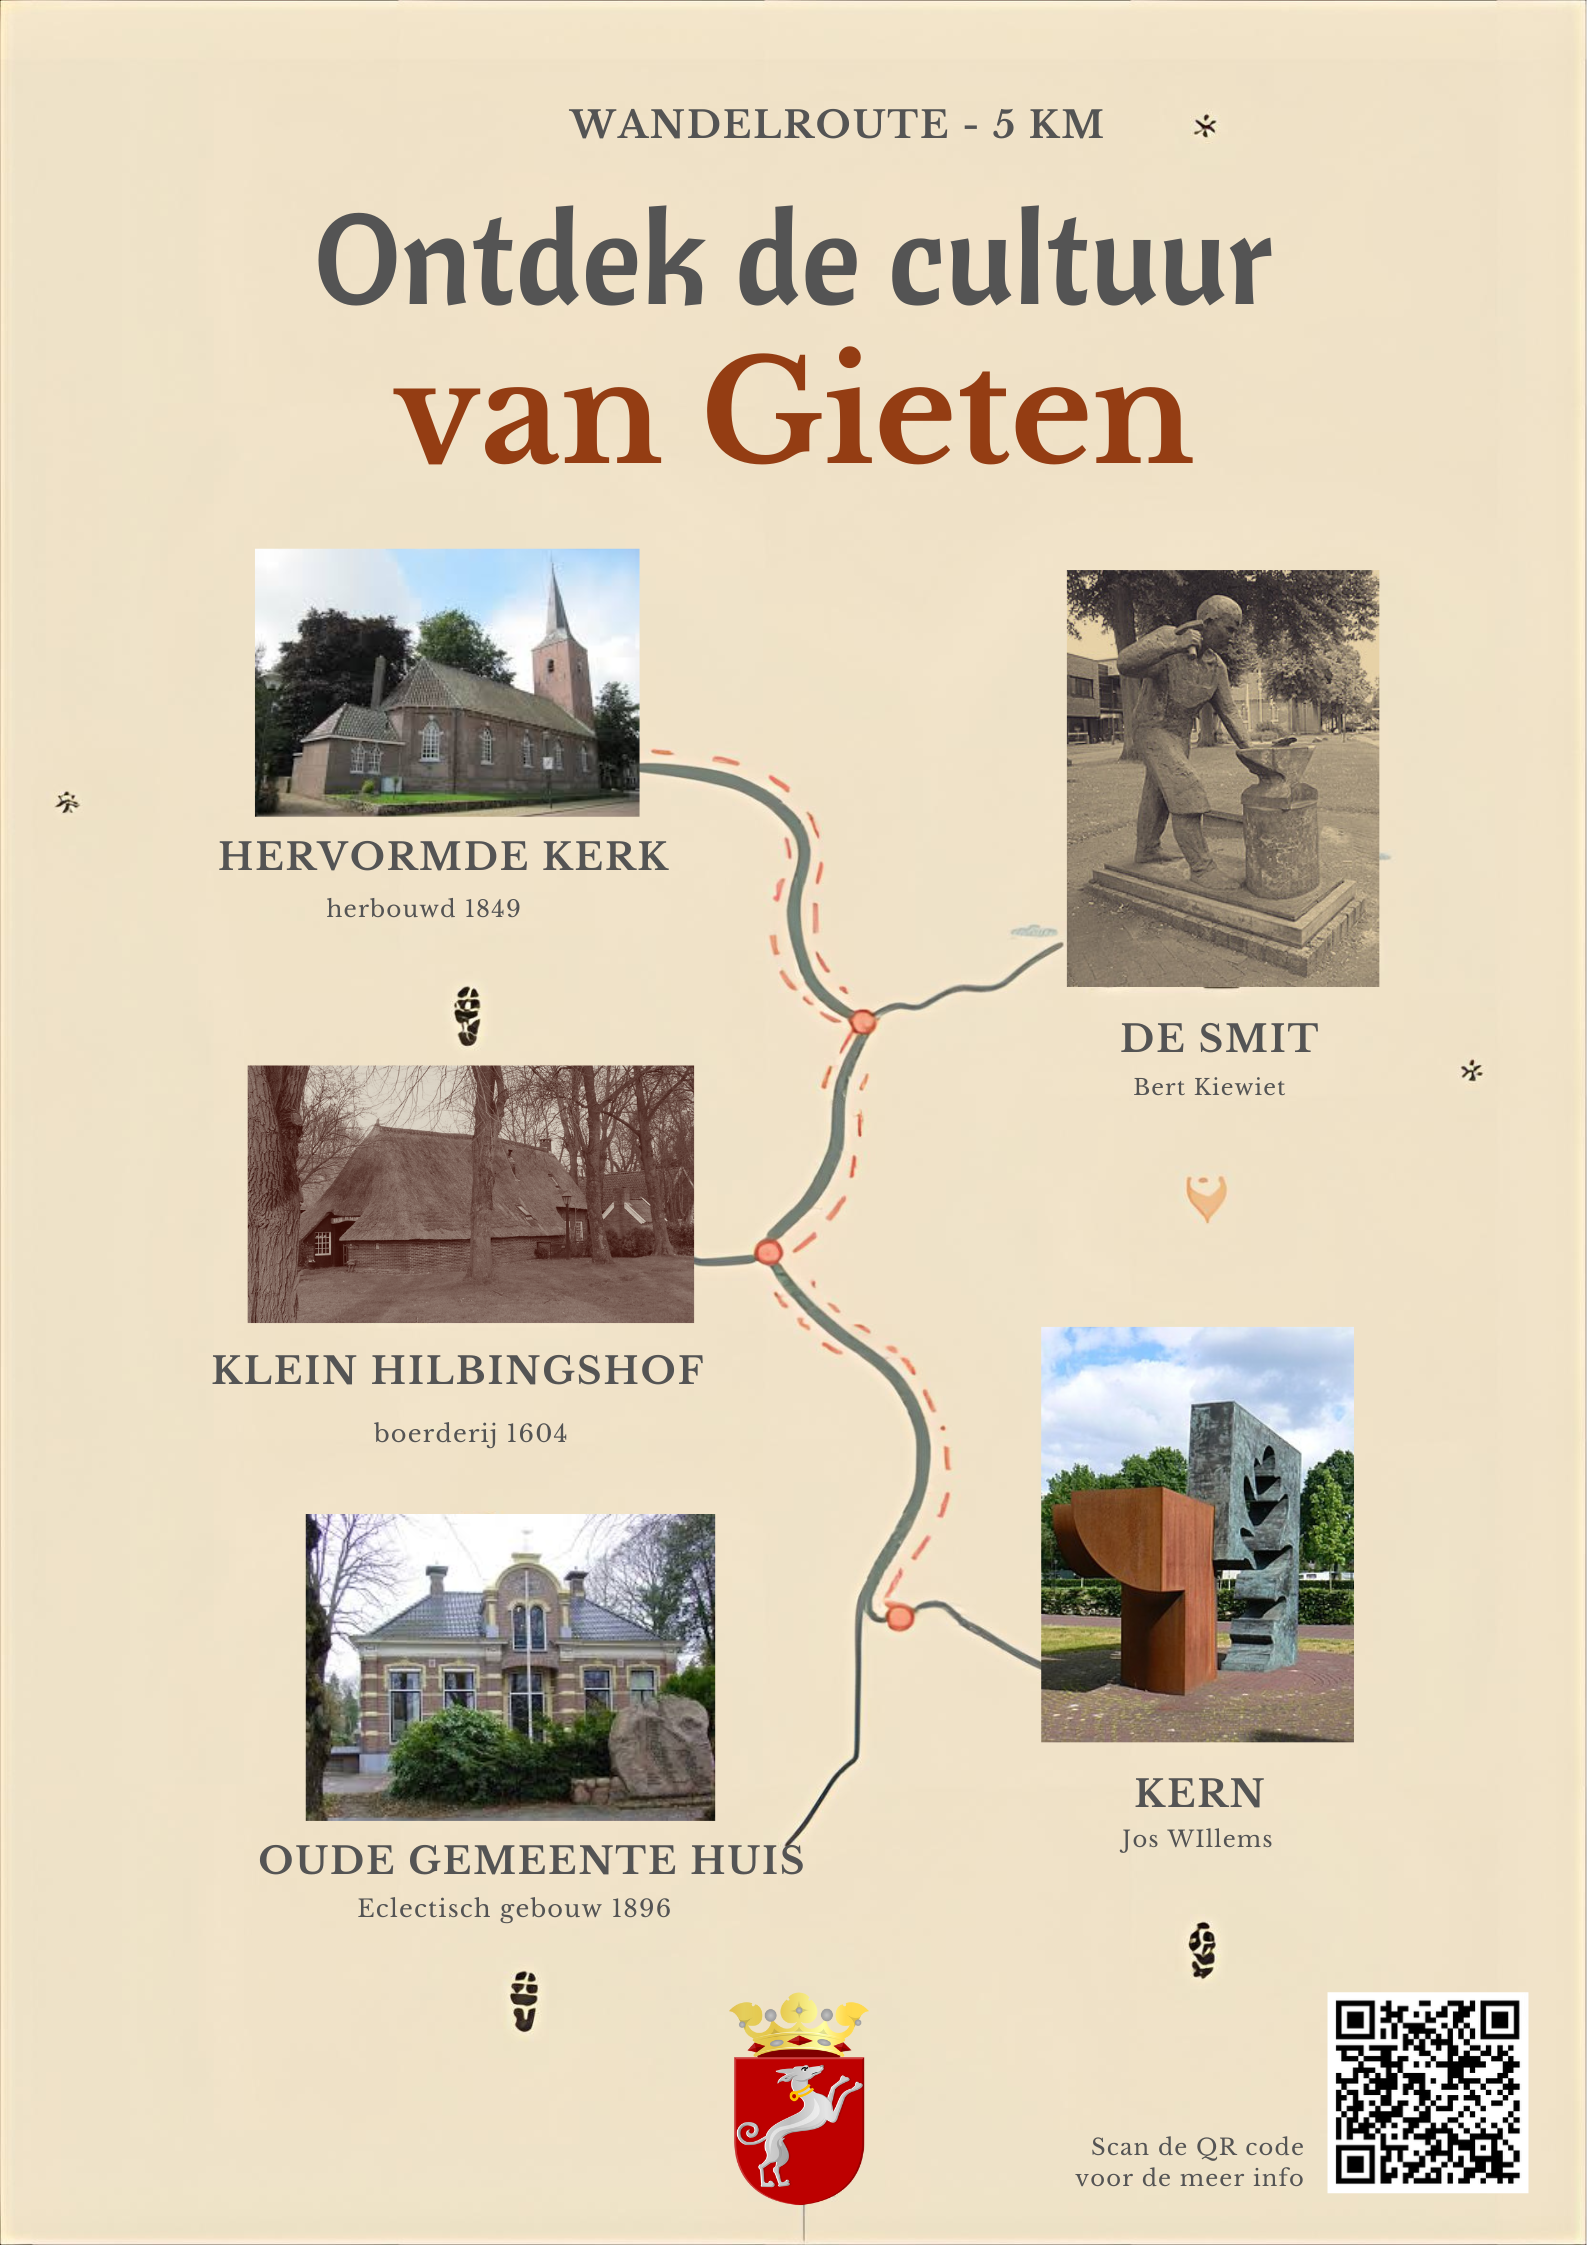 WANDELROUTE - 5 KM
Ontdek de cultuur
van Gieten
HERVORMDE KERK
herbouwd 1849
DE SMIT
Bert Kiewiet
KLEIN HILBINGSHOF
boerderij 1604
OUDE GEMEENTE HUIS
Eclectisch gebouw 1896
KERN
Jos WIllems
Scan de QR code
voor de meer info